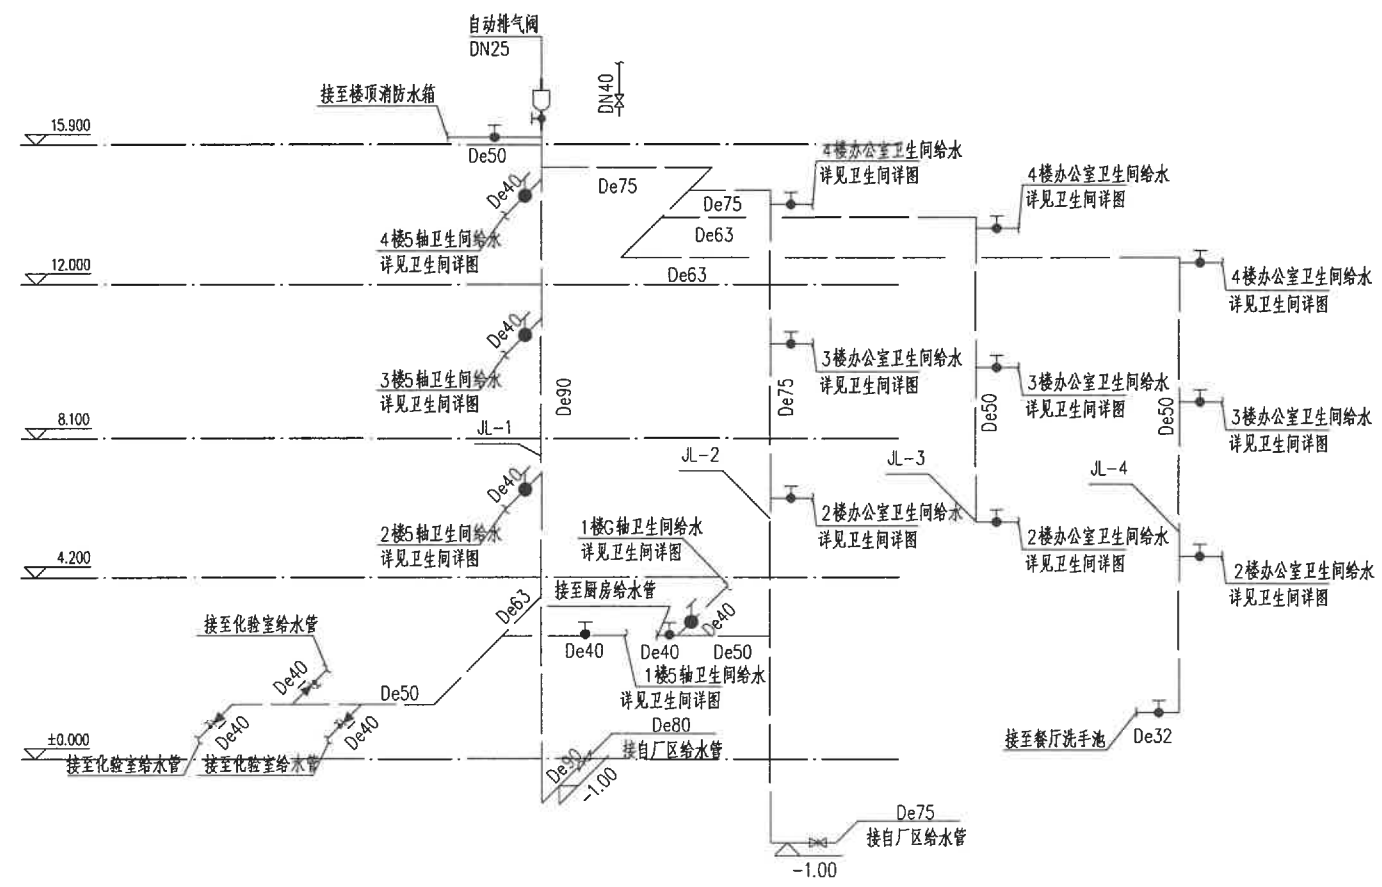 自动排气阀
DN25
DN40
接至楼顶消防水箱
15.900
De50
4楼办公室卫生间给水
详见卫生间详图
De75
De40
4楼办公室卫生间给水
详见卫生间详图
De75
De63
4楼5轴卫生间给水
详见卫生间详图
12.000
De63
4楼办公室卫生间给水
详见卫生间详图
De40
3楼5轴卫生间给水
详见卫生间详图
De90
De75
3楼办公室卫生间给水
详见卫生间详图
De50
3楼办公室卫生间给水
详见卫生间详图
De50
3楼办公室卫生间给水
详见卫生间详图
8.100
JL-1
JL-2
JL-3
JL-4
De40
2楼5轴卫生间给水
详见卫生间详图
1楼G轴卫生间给水
详见卫生间详图
2楼办公室卫生间给水
详见卫生间详图
2楼办公室卫生间给水
详见卫生间详图
2楼办公室卫生间给水
详见卫生间详图
4.200
接至厨房给水管
De63
De40
接至化验室给水管
De40
De40
De50
1楼5轴卫生间给水
详见卫生间详图
De40
De50
De40
De40
De80
接自厂区给水管
±0.000
接至化验室给水管
接至化验室给水管
De90
-1.00
接至餐厅洗手池
De32
De75
接自厂区给水管
-1.00